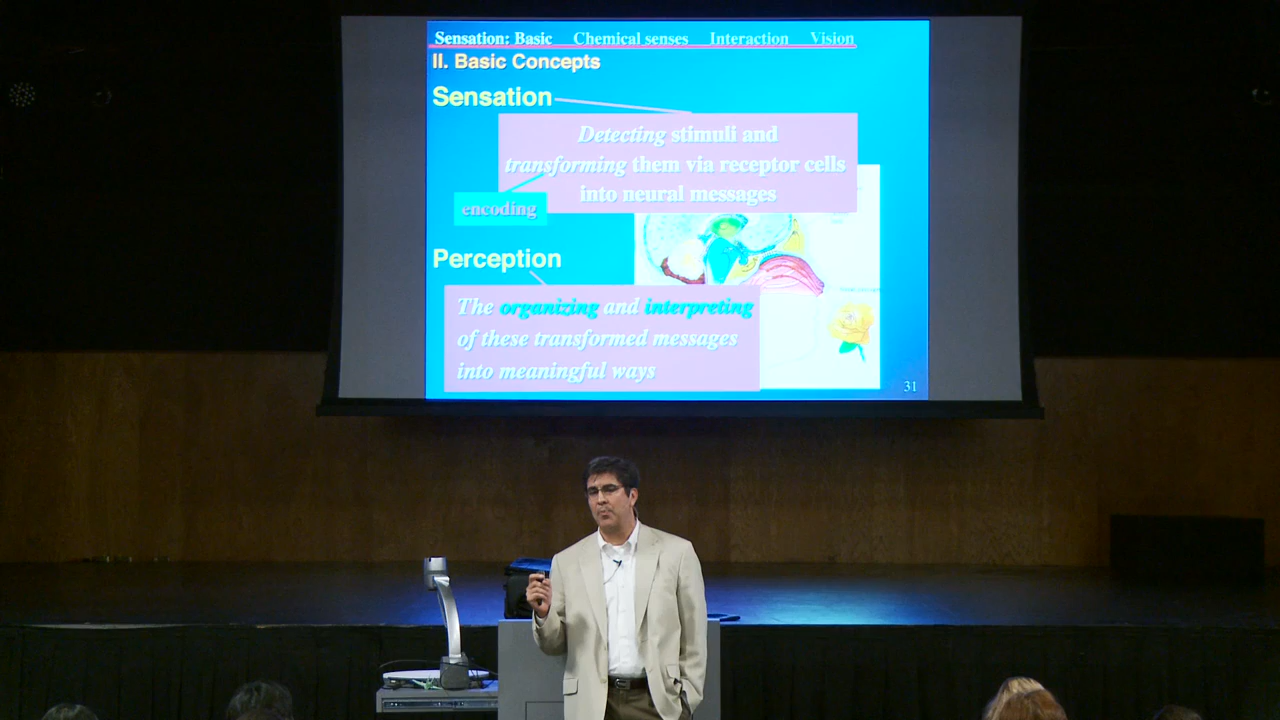 Sensation: Basic Chemical senses Interaction Vision
II. Basic Concepts
Sensation
Detecting stimuli and
transforming them via receptor cells
into neural messages
encoding
Perception
The organizing and interpreting
of these transformed messages
into meaningful ways
31